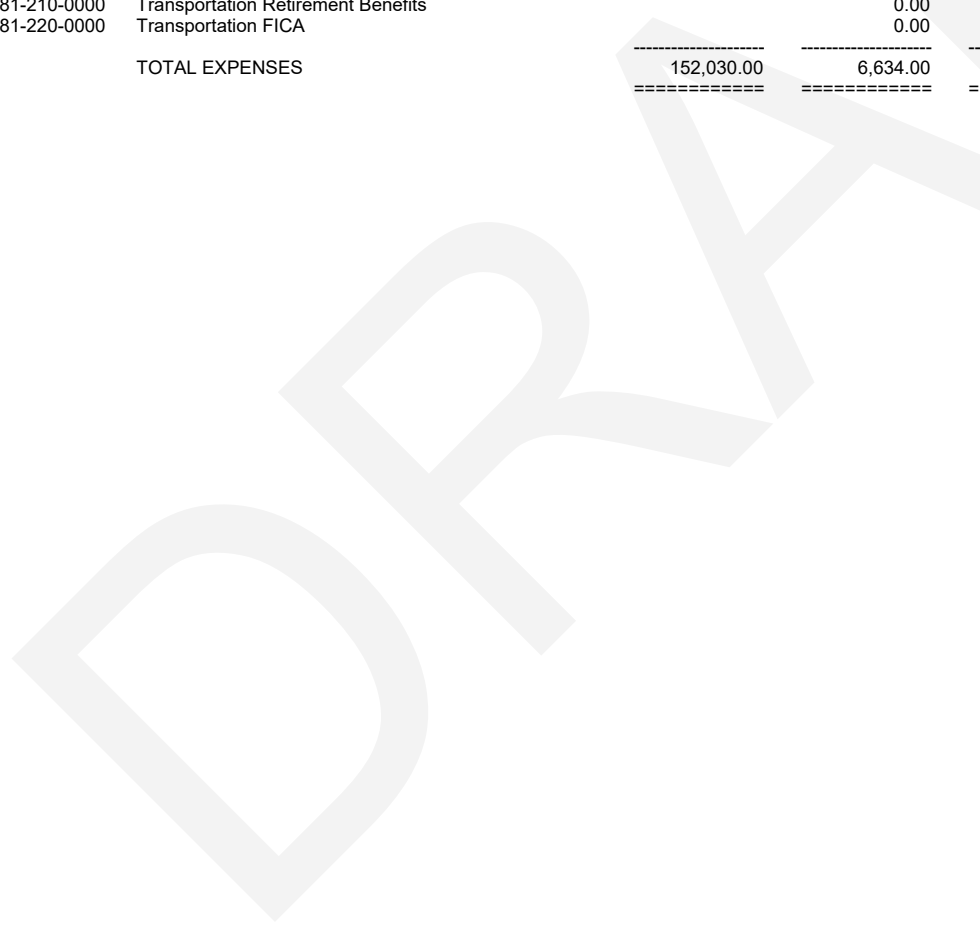 81-210-0000 Transportation Retirement Benefits 0.00
81-220-0000 Transportation FICA 0.00
--------------------- --------------------- --
TOTAL EXPENSES 152,030.00 6,634.00
============ ============ =
DRA